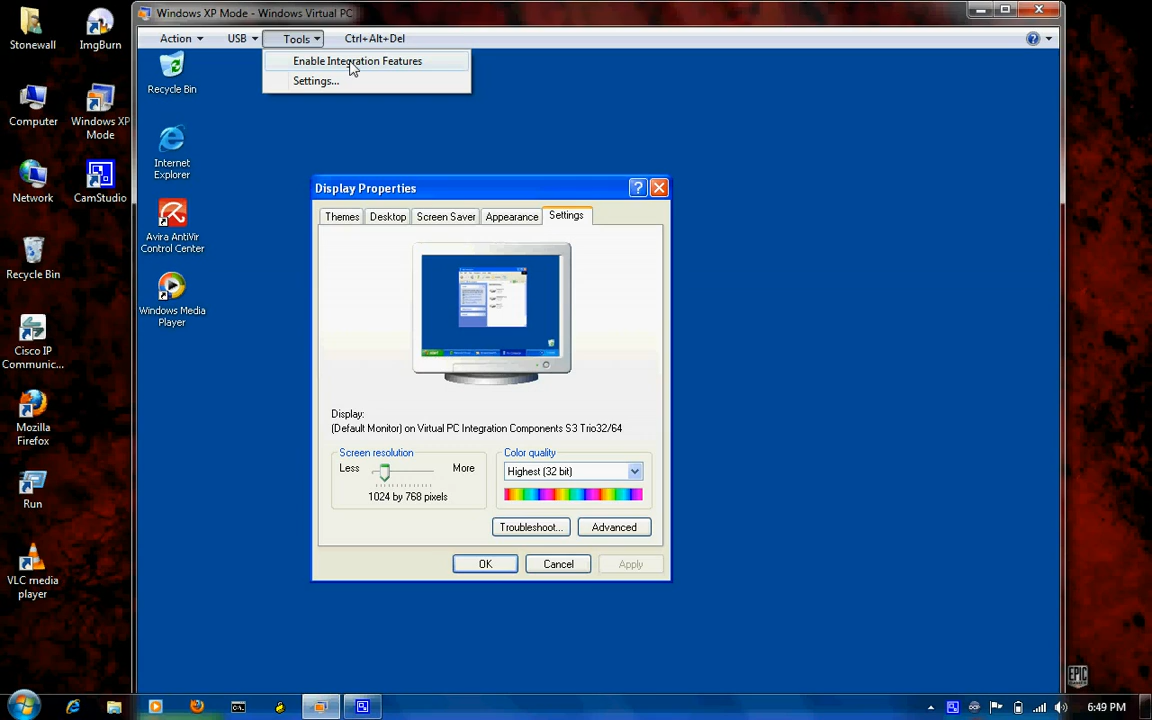 Windows XP Mode - Windows Virtual PC
Action
USB
Tools
Ctrl+Alt+Del
Enable Integration Features
Settings...
Stonewall
ImgBurn
Computer
Windows XP
Mode
Network
CamStudio
Recycle Bin
Cisco IP
Communic...
Mozilla
Firefox
Run
VLC media
player
Recycle Bin
Internet
Explorer
Avira AntiVir
Control Center
Windows Media
Player
Display Properties
Themes
Desktop
Screen Saver
Appearance
Settings
Display:
(Default Monitor) on Virtual PC Integration Components S3 Trio32/64
Screen resolution
Less
More
1024 by 768 pixels
Color quality
Highest (32 bit)
Troubleshoot...
Advanced
OK
Cancel
Apply
EPIC
6:49 PM